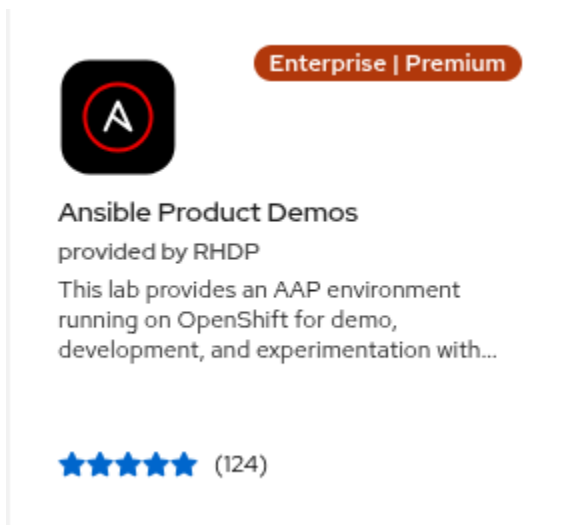 Enterprise | Premium
Ansible Product Demos
provided by RHDP
This lab provides an AAP environment
running on OpenShift for demo,
development, and experimentation with...
(124)